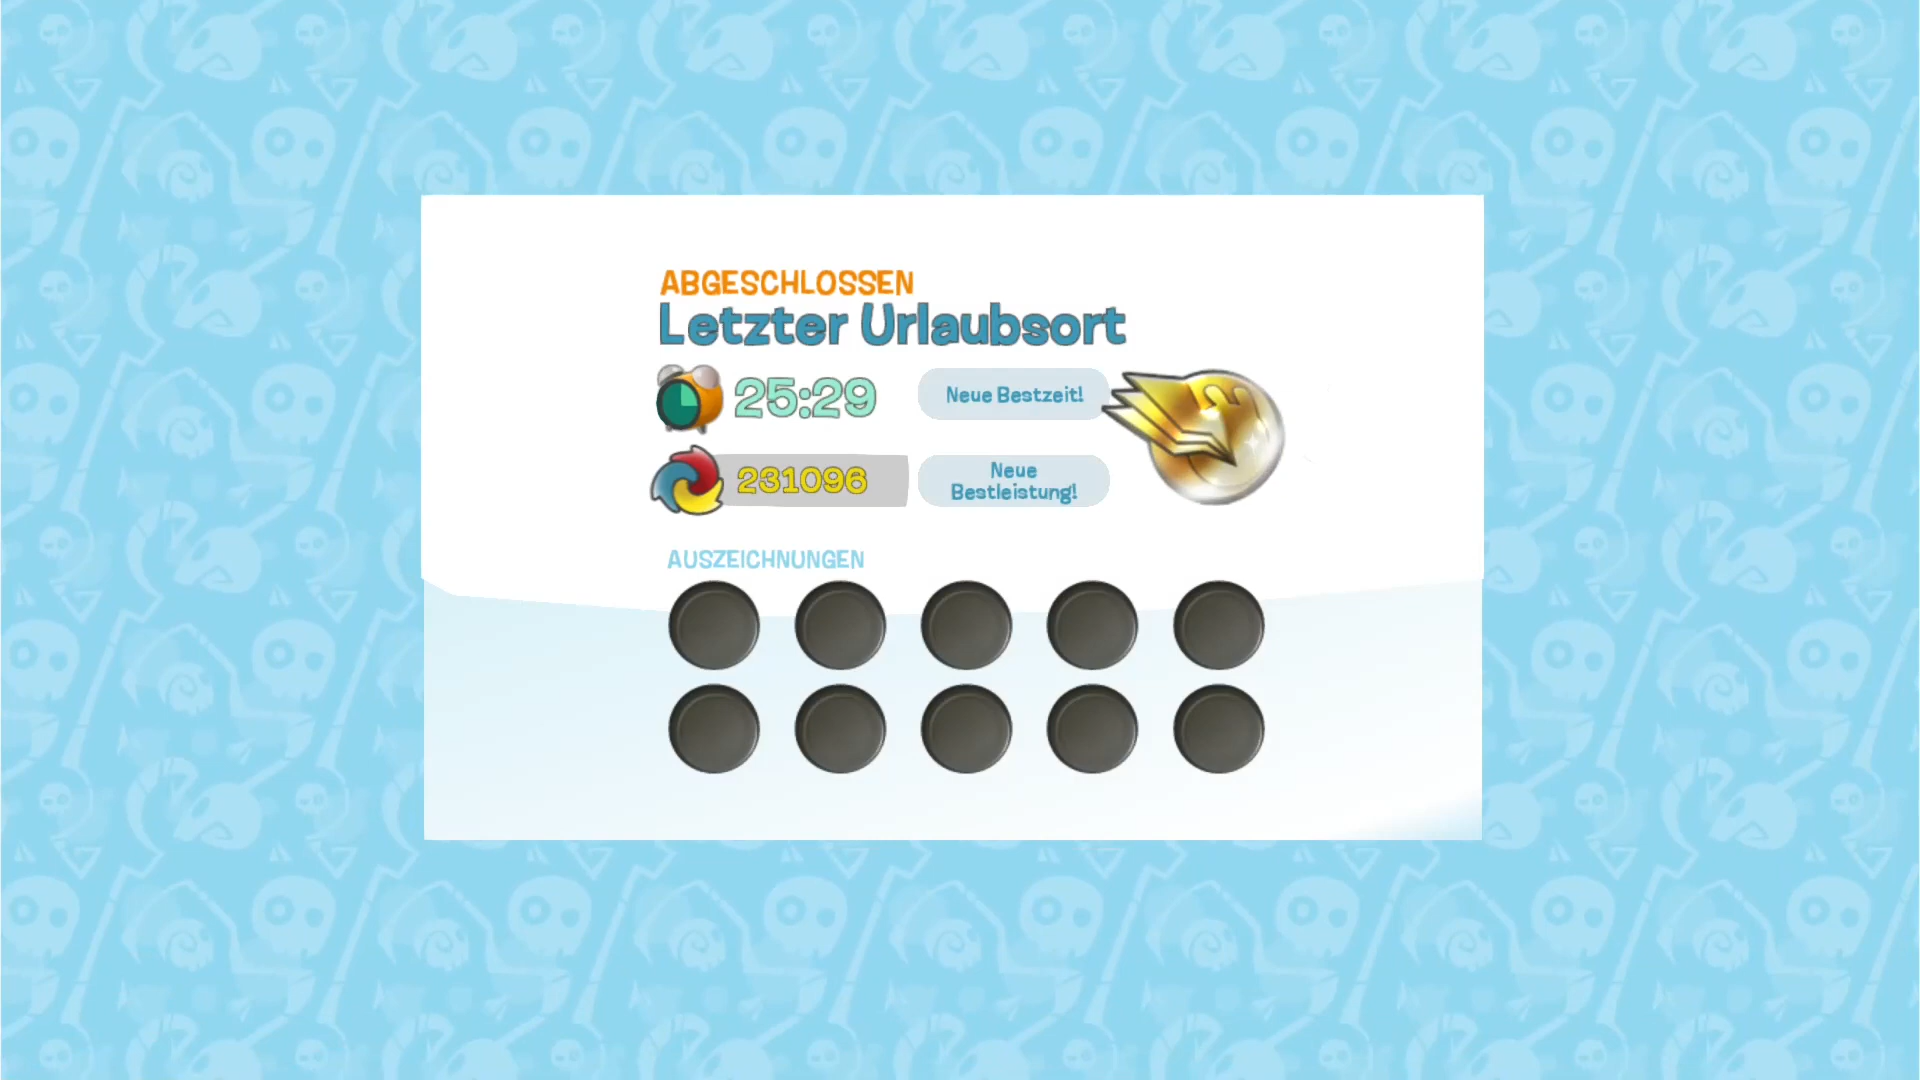 ABGESCHLOSSEN
Letzter Urlaubsort
25:29
Neue Bestzeit!
231096
Neue
Bestleistung!
AUSZEICHNUNGEN